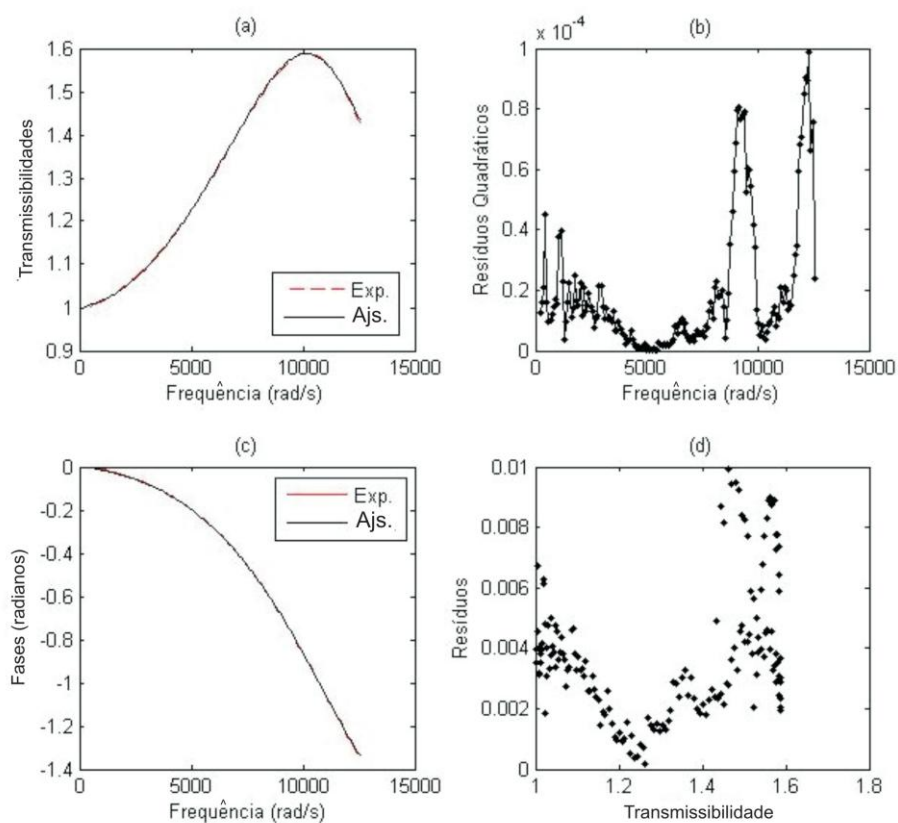 (a)
Transmissibilidades
1.6
1.5
1.4
1.3
1.2
1.1
1
0.9
Exp.
Ajs.
0 5000 10000 15000
Frequência (rad/s)
(b)
x 10⁻⁴
Resíduos Quadráticos
1
0.8
0.6
0.4
0.2
0
0 5000 10000 15000
Frequência (rad/s)
(c)
Fases (radianos)
0
-0.2
-0.4
-0.6
-0.8
-1
-1.2
-1.4
Exp.
Ajs.
0 5000 10000 15000
Frequência (rad/s)
(d)
Resíduos
0.01
0.008
0.006
0.004
0.002
0
1 1.2 1.4 1.6 1.8
Transmissibilidade